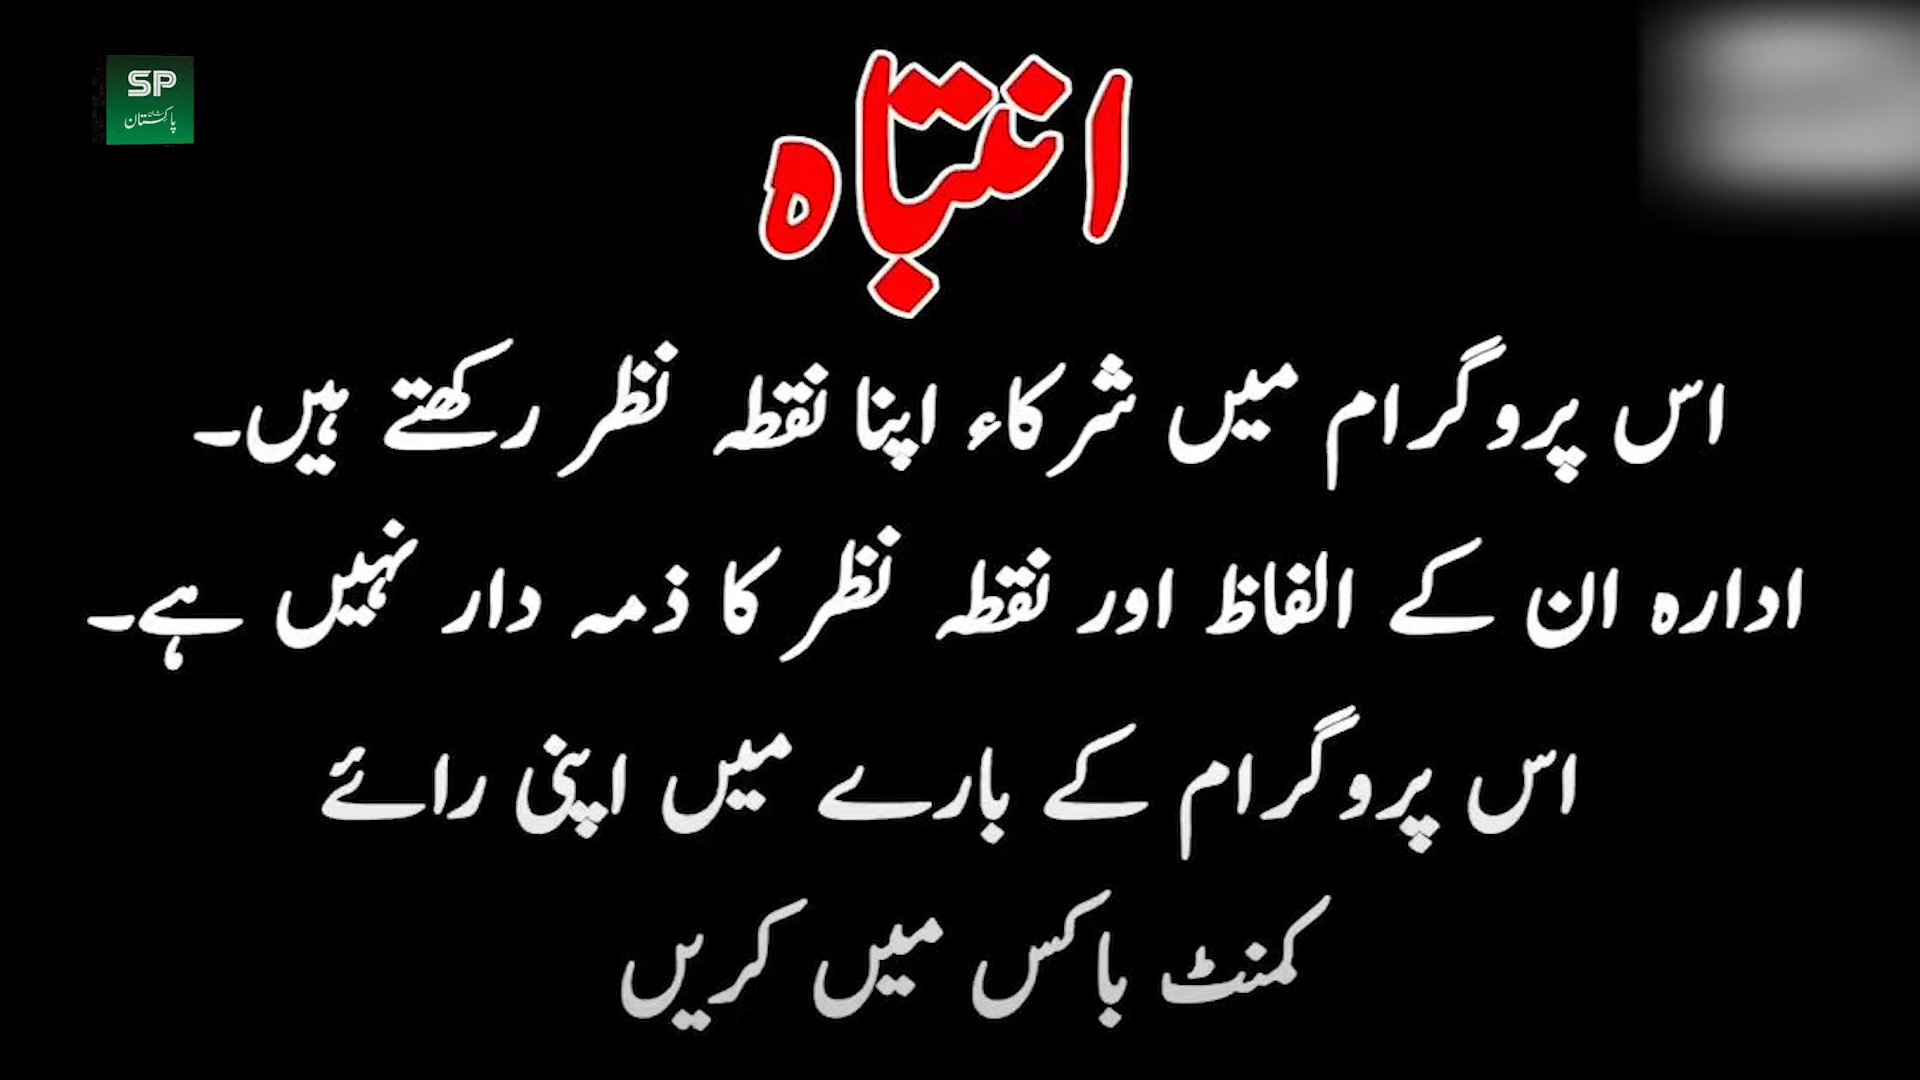 SP
پاکستان
انتباہ
اس پروگرام میں شرکاء اپنا نقطہ نظر رکھتے ہیں۔
ادارہ ان کے الفاظ اور نقطہ نظر کا ذمہ دار نہیں ہے۔
اس پروگرام کے بارے میں اپنی رائے
کمنٹ باکس میں کریں